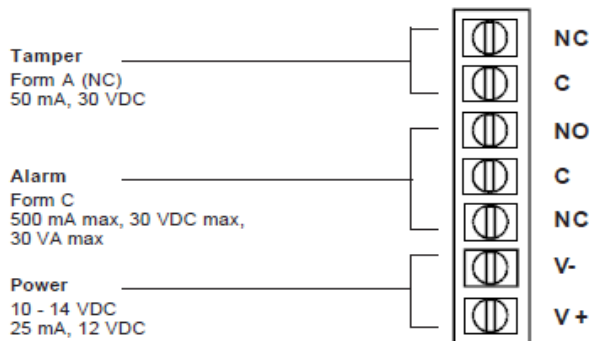 Tamper
Form A (NC)
50 mA, 30 VDC
Alarm
Form C
500 mA max, 30 VDC max,
30 VA max
Power
10 - 14 VDC
25 mA, 12 VDC
NC
C
NO
C
NC
V-
V +